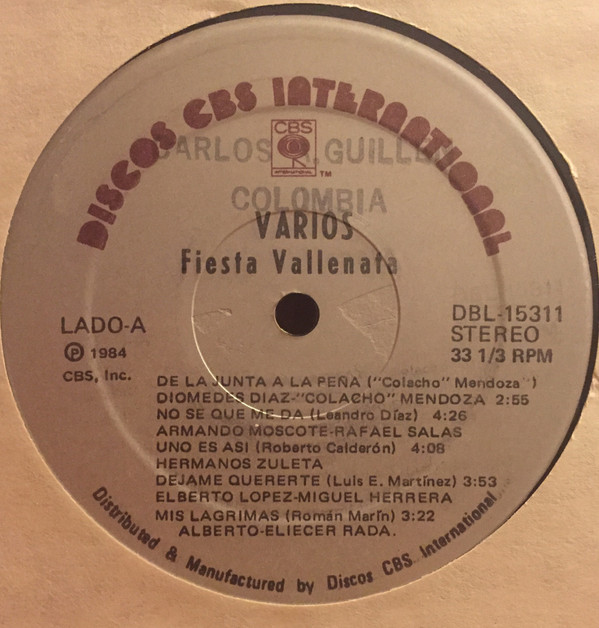 DISCOS CBS INTERNATIONAL
CBS
INTERNATIONAL
TM
CARLOS A. GUILLEN
COLOMBIA
VARIOS
Fiesta Vallenata
LADO-A
DBL-15311
STEREO
Ⓟ 1984
33 1/3 RPM
CBS, Inc.
DE LA JUNTA A LA PEÑA ("Colacho" Mendoza")
DIOMEDES DIAZ-"COLACHO" MENDOZA 2:55
NO SE QUE ME DA (Leandro Díaz) 4:26
ARMANDO MOSCOTE-RAFAEL SALAS
UNO ES ASI (Roberto Calderón) 4:08
HERMANOS ZULETA
DEJAME QUERERTE (Luis E. Martínez) 3:53
ELBERTO LOPEZ-MIGUEL HERRERA
MIS LAGRIMAS (Román Marín) 3:22
ALBERTO-ELIECER RADA.
Distributed & Manufactured by Discos CBS International